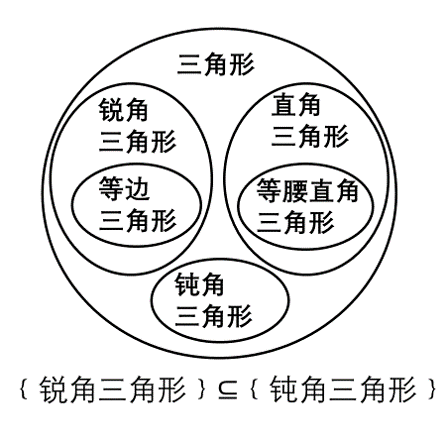 三角形
锐角
三角形
直角
三角形
等边
三角形
等腰直角
三角形
钝角
三角形
{ 锐角三角形 } ⊆ { 钝角三角形 }